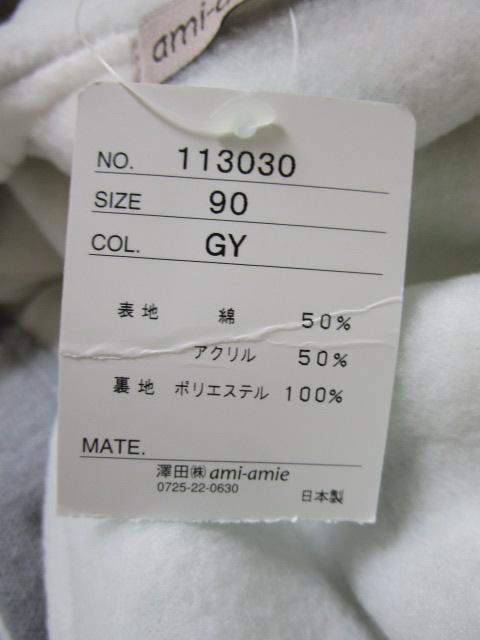 ami-amie
NO. 113030
SIZE 90
COL. GY
表地 綿 50%
アクリル 50%
裏地 ポリエステル 100%
MATE.
澤田㈱ ami-amie
0725-22-0630 日本製